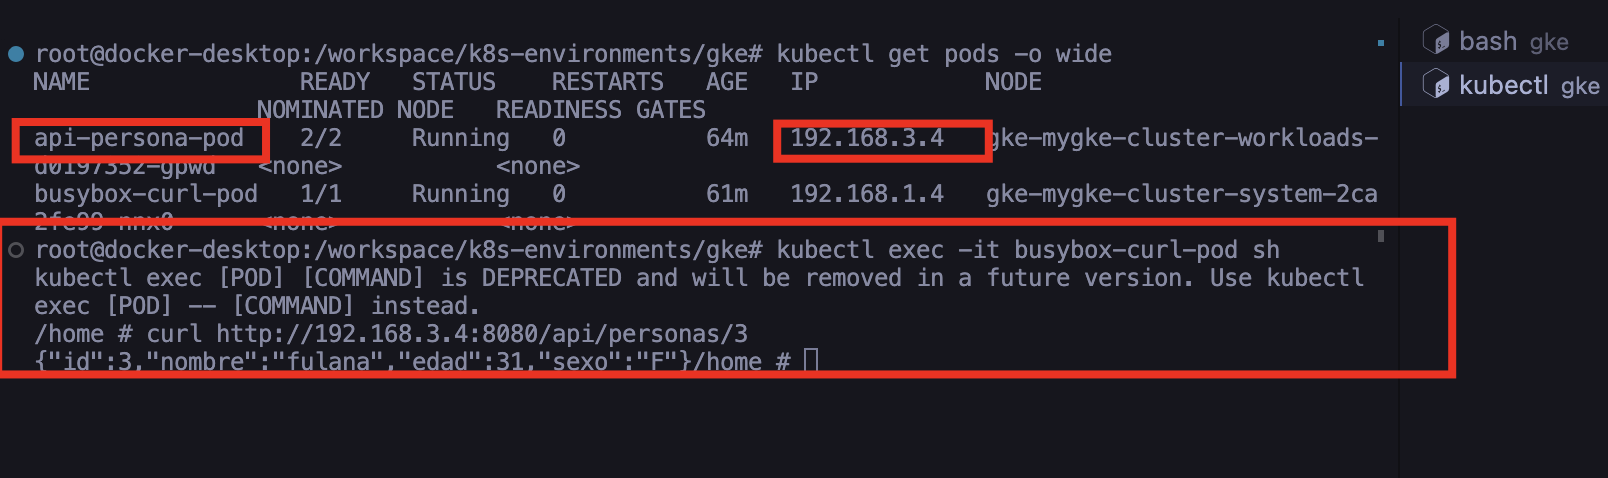 root@docker-desktop:/workspace/k8s-environments/gke# kubectl get pods -o wide
NAME READY STATUS RESTARTS AGE IP NODE
NOMINATED NODE READINESS GATES
api-persona-pod 2/2 Running 0 64m 192.168.3.4 gke-mygke-cluster-workloads-
d0197352-gpwd <none> <none>
busybox-curl-pod 1/1 Running 0 61m 192.168.1.4 gke-mygke-cluster-system-2ca
2fe99-nnx0 <none> <none>
root@docker-desktop:/workspace/k8s-environments/gke# kubectl exec -it busybox-curl-pod sh
kubectl exec [POD] [COMMAND] is DEPRECATED and will be removed in a future version. Use kubectl
exec [POD] -- [COMMAND] instead.
/home # curl http://192.168.3.4:8080/api/personas/3
{"id":3,"nombre":"fulana","edad":31,"sexo":"F"}/home #
bash gke
kubectl gke